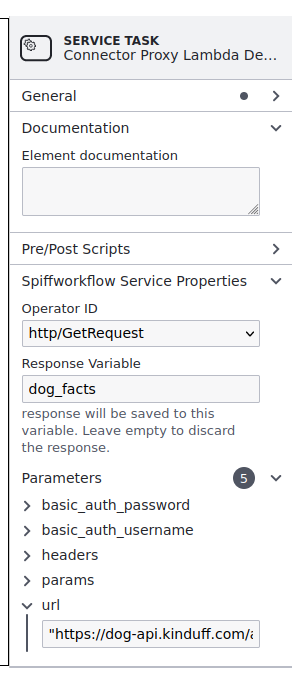 SERVICE TASK
Connector Proxy Lambda De...
General
Documentation
Element documentation
Pre/Post Scripts
Spiffworkflow Service Properties
Operator ID
http/GetRequest
Response Variable
dog_facts
response will be saved to this
variable. Leave empty to discard
the response.
Parameters 5
basic_auth_password
basic_auth_username
headers
params
url
"https://dog-api.kinduff.com/a